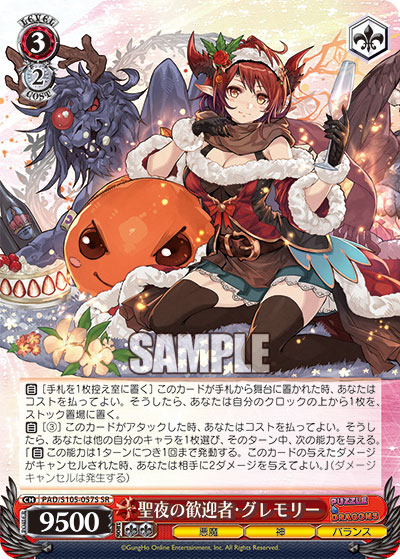 LEVEL
3
2
COST
SAMPLE
自 [手札を1枚控え室に置く] このカードが手札から舞台に置かれた時、あなたは
コストを払ってよい。そうしたら、あなたは自分のクロックの上から1枚を、
ストック置場に置く。
自 [③] このカードがアタックした時、あなたはコストを払ってよい。そうした
ら、あなたは他の自分のキャラを1枚選び、そのターン中、次の能力を与える。
『自 この能力は1ターンにつき1回まで発動する。このカードの与えたダメージ
がキャンセルされた時、あなたは相手に2ダメージを与える。』(ダメージ
キャンセルは発生する)
CH PAD/S105-057S SR
9500
聖夜の歓迎者・グレモリー
悪魔 神 バランス
PUZZLE & DRAGONS
©GungHo Online Entertainment, Inc. All Rights Reserved.